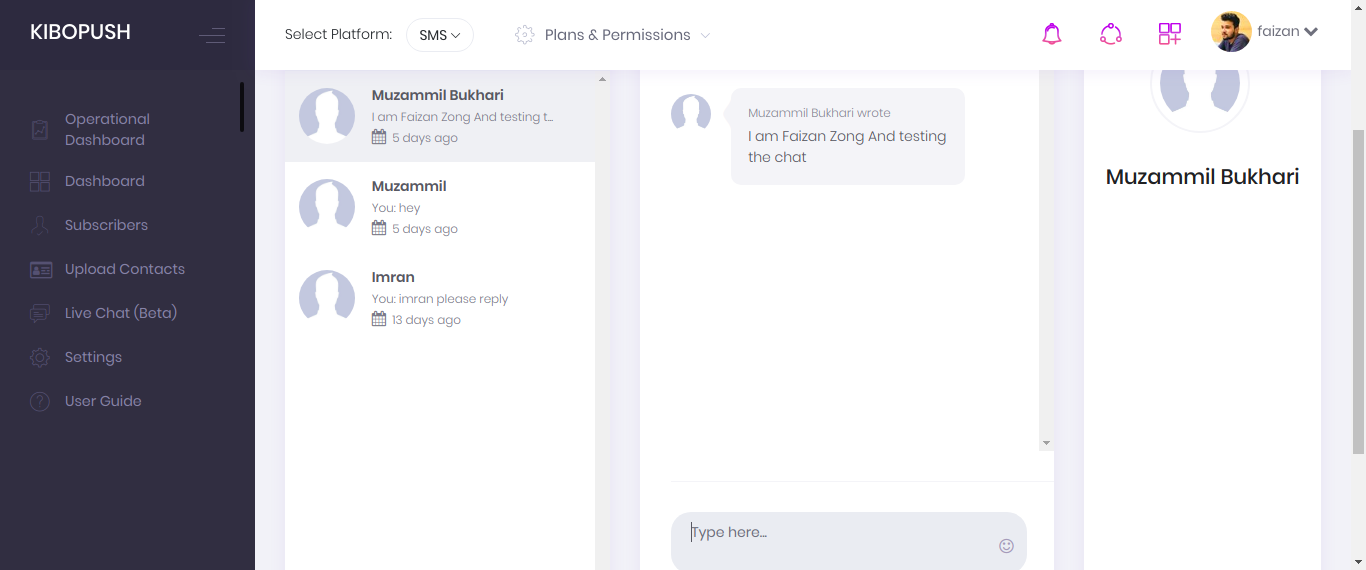 KIBOPUSH
Select Platform:
SMS
Plans & Permissions
faizan
Operational
Dashboard
Dashboard
Subscribers
Upload Contacts
Live Chat (Beta)
Settings
User Guide
Muzammil Bukhari
I am Faizan Zong And testing t...
5 days ago
Muzammil
You: hey
5 days ago
Imran
You: imran please reply
13 days ago
Muzammil Bukhari wrote
I am Faizan Zong And testing
the chat
Type here...
Muzammil Bukhari